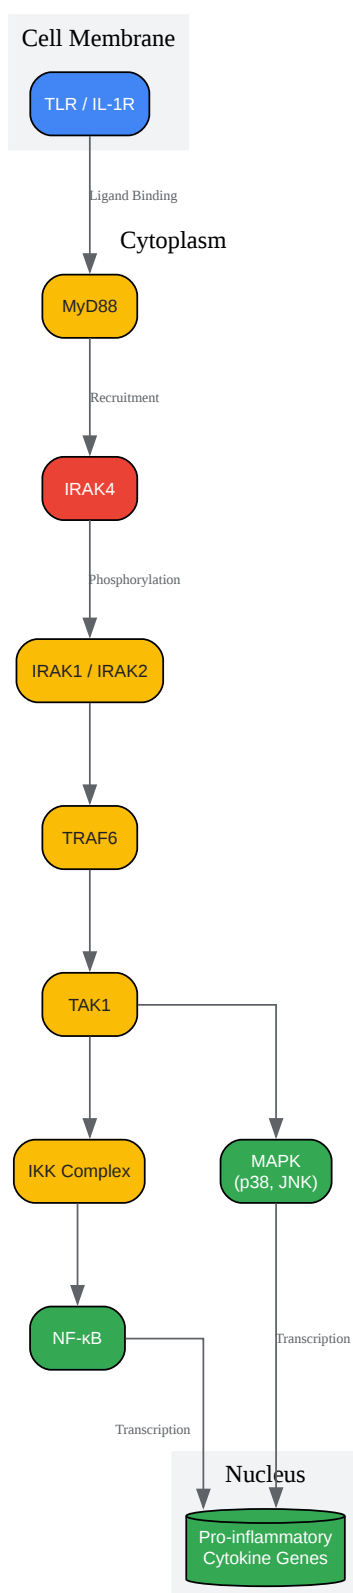 Cell Membrane
TLR / IL-1R
Ligand Binding
Cytoplasm
MyD88
Recruitment
IRAK4
Phosphorylation
IRAK1 / IRAK2
TRAF6
TAK1
IKK Complex
MAPK
(p38, JNK)
NF-κB
Transcription
Transcription
Nucleus
Pro-inflammatory
Cytokine Genes